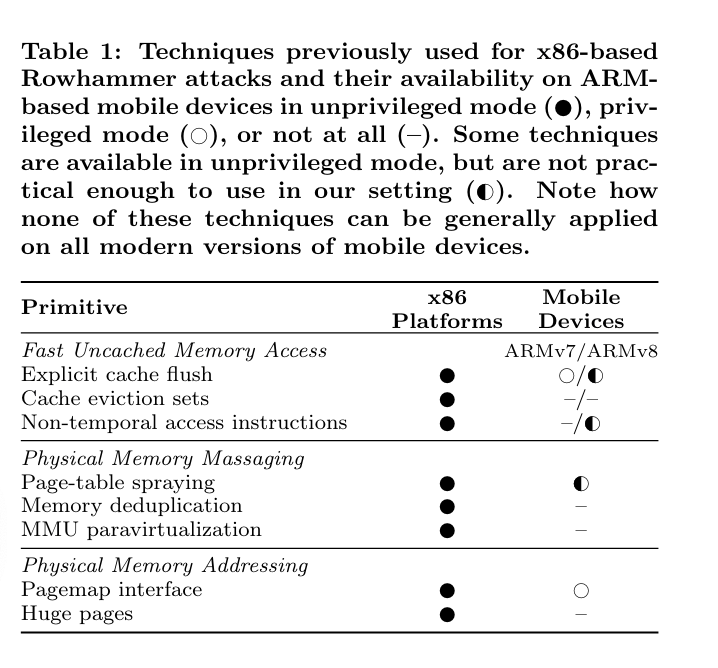 Table 1: Techniques previously used for x86-based
Rowhammer attacks and their availability on ARM-
based mobile devices in unprivileged mode (●), priv-
ileged mode (○), or not at all (–). Some techniques
are available in unprivileged mode, but are not prac-
tical enough to use in our setting (◐). Note how
none of these techniques can be generally applied
on all modern versions of mobile devices.
Primitive x86 Platforms Mobile Devices
Fast Uncached Memory Access ARMv7/ARMv8
Explicit cache flush ● ○/◐
Cache eviction sets ● –/–
Non-temporal access instructions ● –/◐
Physical Memory Massaging
Page-table spraying ● ◐
Memory deduplication ● –
MMU paravirtualization ● –
Physical Memory Addressing
Pagemap interface ● ○
Huge pages ● –